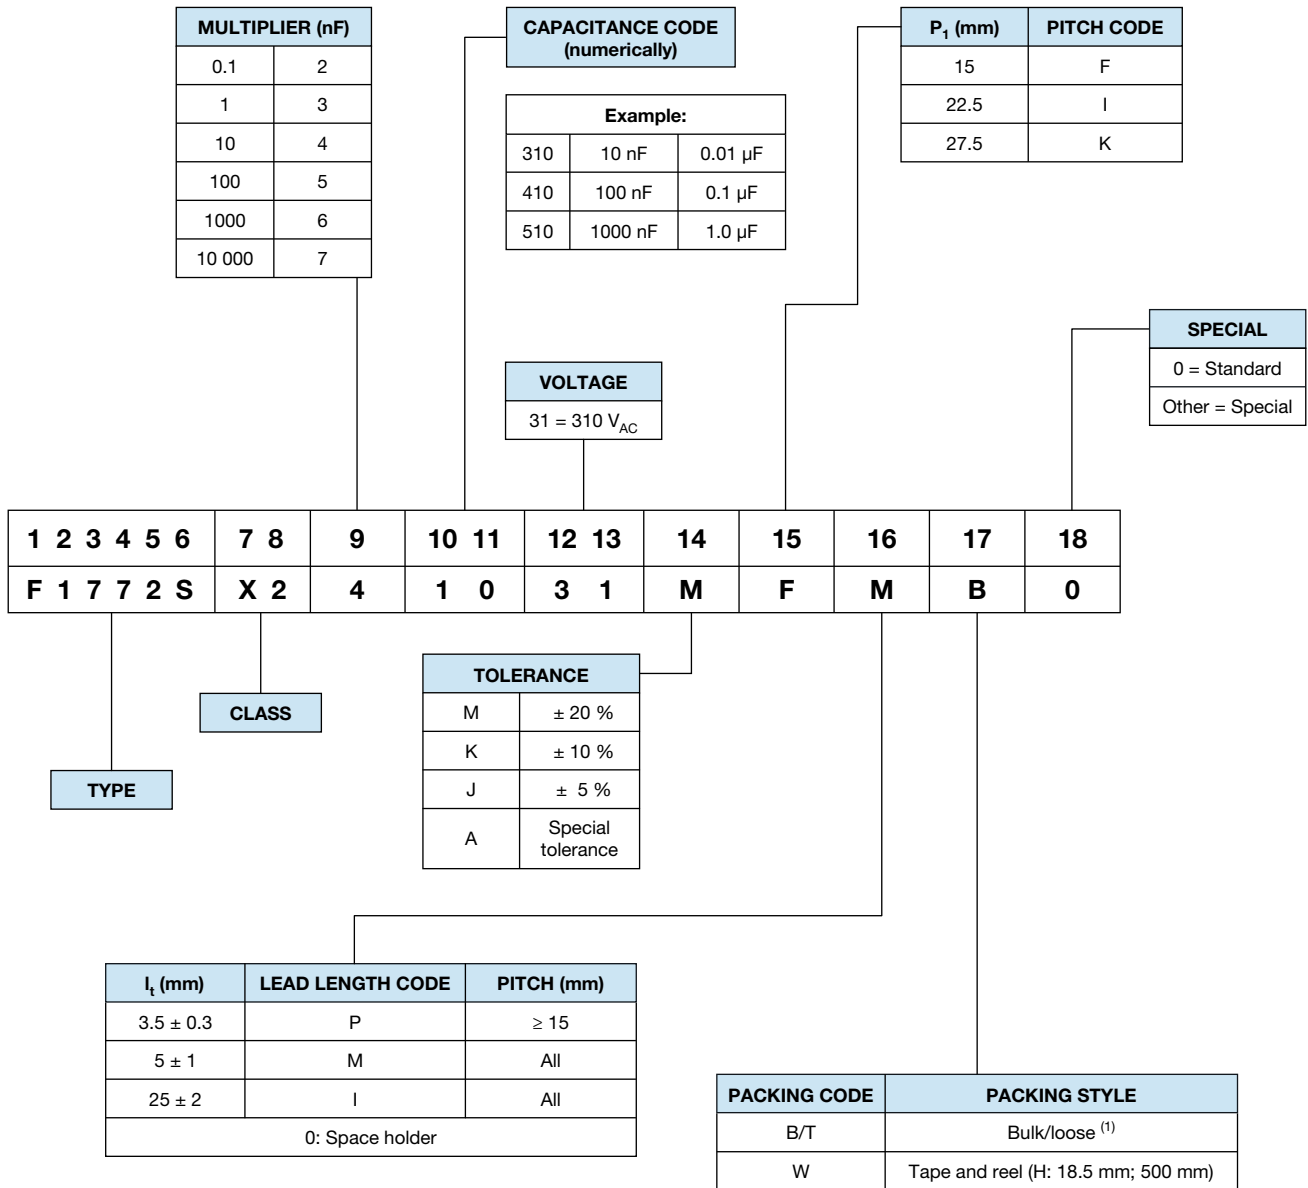 MULTIPLIER (nF)
0.1 2
1 3
10 4
100 5
1000 6
10 000 7
CAPACITANCE CODE
(numerically)
Example:
310 10 nF 0.01 µF
410 100 nF 0.1 µF
510 1000 nF 1.0 µF
P1 (mm) PITCH CODE
15 F
22.5 I
27.5 K
SPECIAL
0 = Standard
Other = Special
VOLTAGE
31 = 310 VAC
1 2 3 4 5 6 7 8 9 10 11 12 13 14 15 16 17 18
F 1 7 7 2 S X 2 4 1 0 3 1 M F M B 0
TOLERANCE
M ± 20 %
K ± 10 %
J ± 5 %
A Special
tolerance
CLASS
TYPE
lt (mm) LEAD LENGTH CODE PITCH (mm)
3.5 ± 0.3 P ≥ 15
5 ± 1 M All
25 ± 2 I All
0: Space holder
PACKING CODE PACKING STYLE
B/T Bulk/loose (1)
W Tape and reel (H: 18.5 mm; 500 mm)